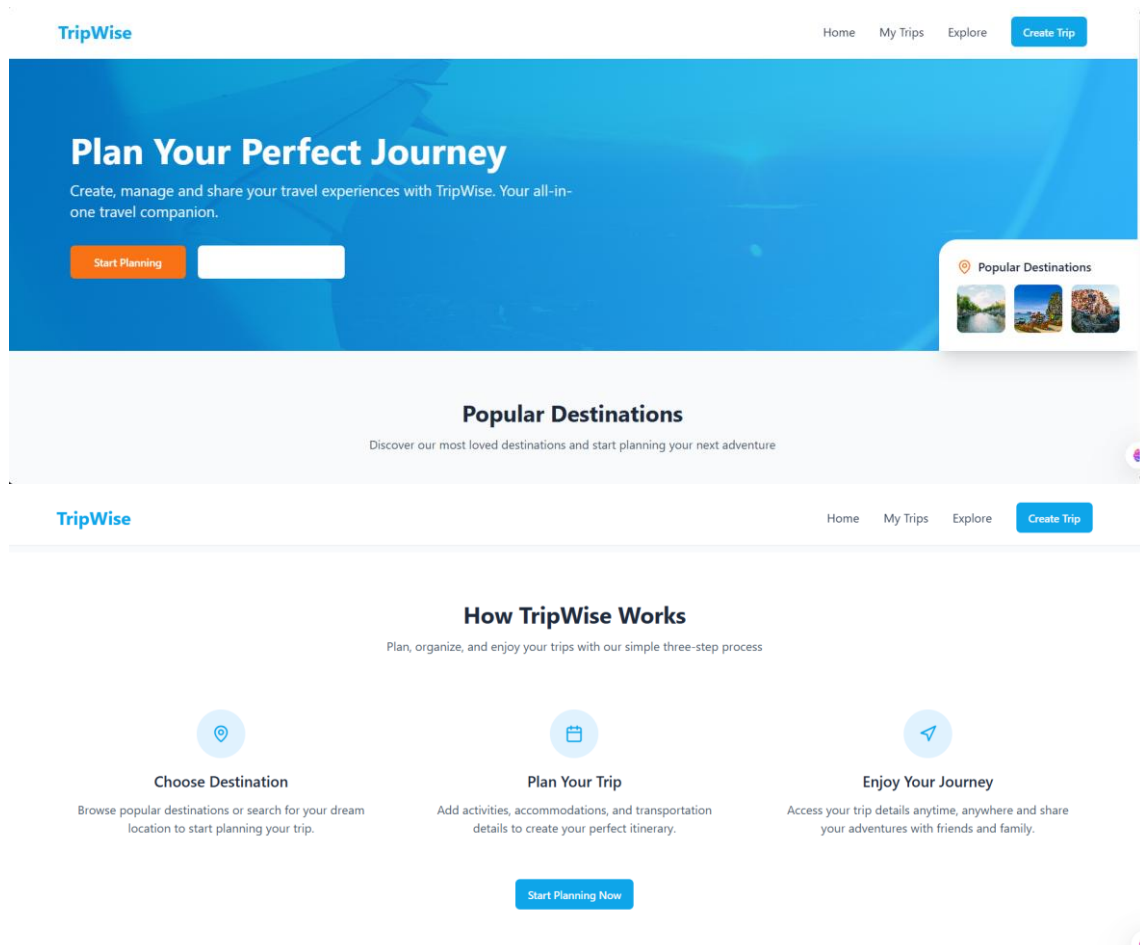 TripWise
Home My Trips Explore Create Trip
Plan Your Perfect Journey
Create, manage and share your travel experiences with TripWise. Your all-in-
one travel companion.
Start Planning
Popular Destinations
Popular Destinations
Discover our most loved destinations and start planning your next adventure
TripWise
Home My Trips Explore Create Trip
How TripWise Works
Plan, organize, and enjoy your trips with our simple three-step process
Choose Destination
Browse popular destinations or search for your dream
location to start planning your trip.
Plan Your Trip
Add activities, accommodations, and transportation
details to create your perfect itinerary.
Enjoy Your Journey
Access your trip details anytime, anywhere and share
your adventures with friends and family.
Start Planning Now